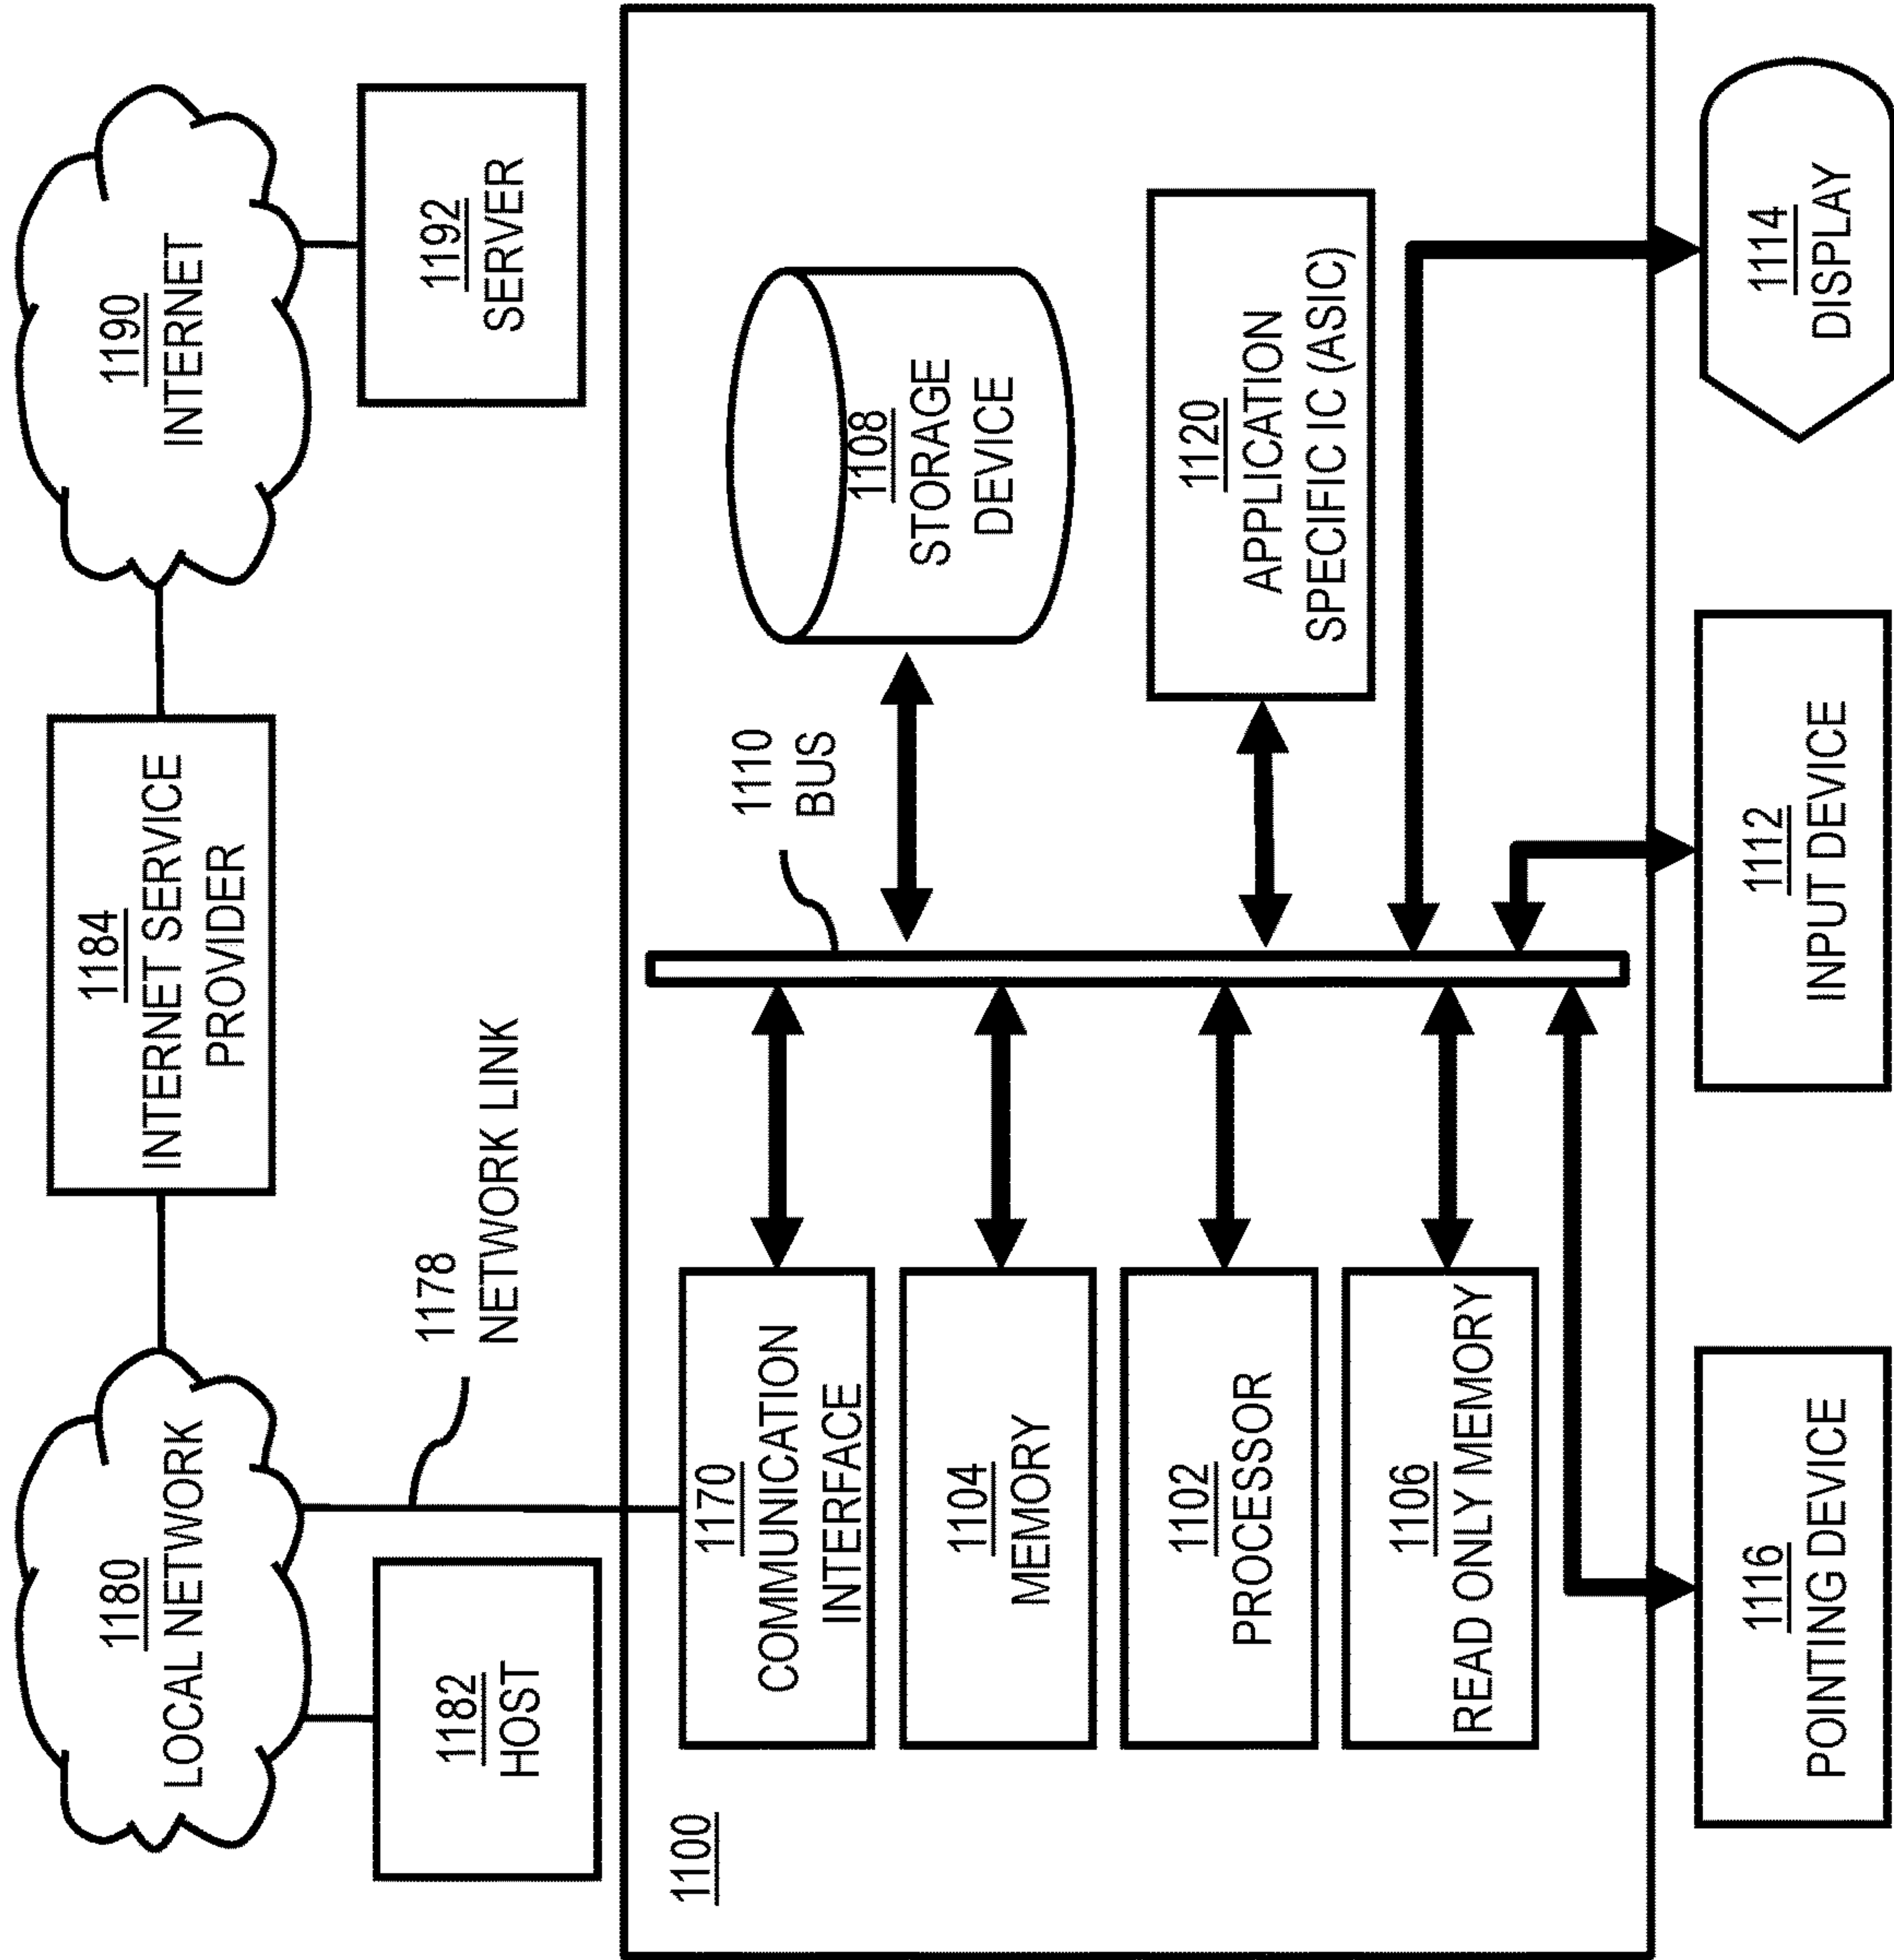 1180
LOCAL NETWORK
1184
INTERNET SERVICE
PROVIDER
1190
INTERNET
1182
HOST
1178
NETWORK LINK
1192
SERVER
1100
1170
COMMUNICATION
INTERFACE
1110
BUS
1108
STORAGE
DEVICE
1104
MEMORY
1102
PROCESSOR
1120
APPLICATION
SPECIFIC IC (ASIC)
1106
READ ONLY MEMORY
1116
POINTING DEVICE
1112
INPUT DEVICE
1114
DISPLAY